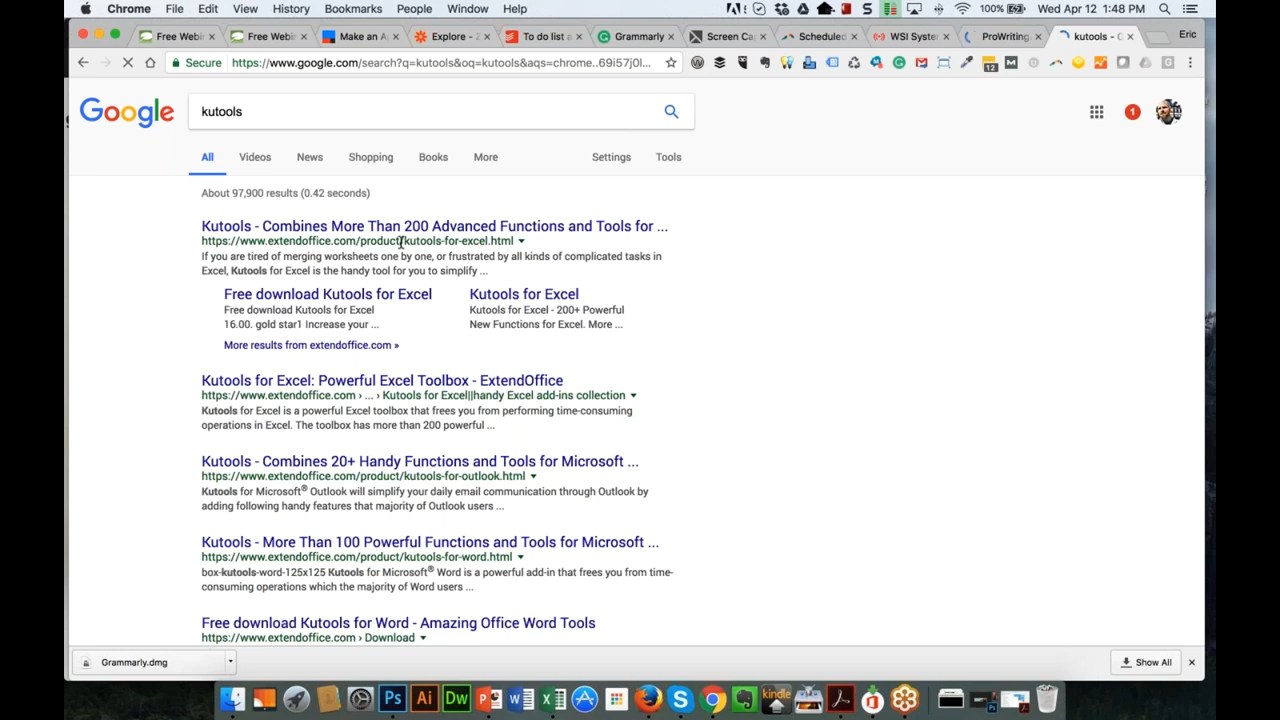 Chrome File Edit View History Bookmarks People Window Help 100% Wed Apr 12 1:48 PM
Free Webin Free Webin Make an A Explore - To do list a Grammarly Screen Ca Scheduled WSI Syste ProWriting kutools - G Eric
Secure https://www.google.com/search?q=kutools&oq=kutools&aqs=chrome..69i57j0l... 12
Google kutools 1
All Videos News Shopping Books More Settings Tools
About 97,900 results (0.42 seconds)
Kutools - Combines More Than 200 Advanced Functions and Tools for ...
https://www.extendoffice.com/product/kutools-for-excel.html
If you are tired of merging worksheets one by one, or frustrated by all kinds of complicated tasks in
Excel, Kutools for Excel is the handy tool for you to simplify ...
Free download Kutools for Excel Kutools for Excel
Free download Kutools for Excel Kutools for Excel - 200+ Powerful
16.00. gold star1 Increase your ... New Functions for Excel. More ...
More results from extendoffice.com »
Kutools for Excel: Powerful Excel Toolbox - ExtendOffice
https://www.extendoffice.com › ... › Kutools for Excel||handy Excel add-ins collection
Kutools for Excel is a powerful Excel toolbox that frees you from performing time-consuming
operations in Excel. The toolbox has more than 200 powerful ...
Kutools - Combines 20+ Handy Functions and Tools for Microsoft ...
https://www.extendoffice.com/product/kutools-for-outlook.html
Kutools for Microsoft® Outlook will simplify your daily email communication through Outlook by
adding following handy features that majority of Outlook users ...
Kutools - More Than 100 Powerful Functions and Tools for Microsoft ...
https://www.extendoffice.com/product/kutools-for-word.html
box-kutools-word-125x125 Kutools for Microsoft® Word is a powerful add-in that frees you from time-
consuming operations which the majority of Word users ...
Free download Kutools for Word - Amazing Office Word Tools
https://www.extendoffice.com › Download
Grammarly.dmg Show All
Ps Ai Dw kindle